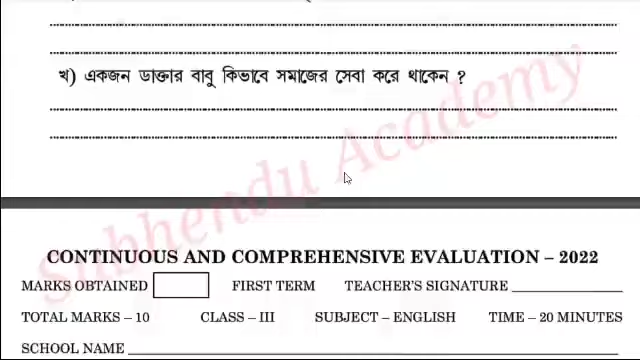 খ) একজন ডাক্তার বাবু কিভাবে সমাজের সেবা করে থাকেন ?
Subhendu Academy
CONTINUOUS AND COMPREHENSIVE EVALUATION – 2022
MARKS OBTAINED FIRST TERM TEACHER'S SIGNATURE
TOTAL MARKS – 10 CLASS – III SUBJECT – ENGLISH TIME – 20 MINUTES
SCHOOL NAME